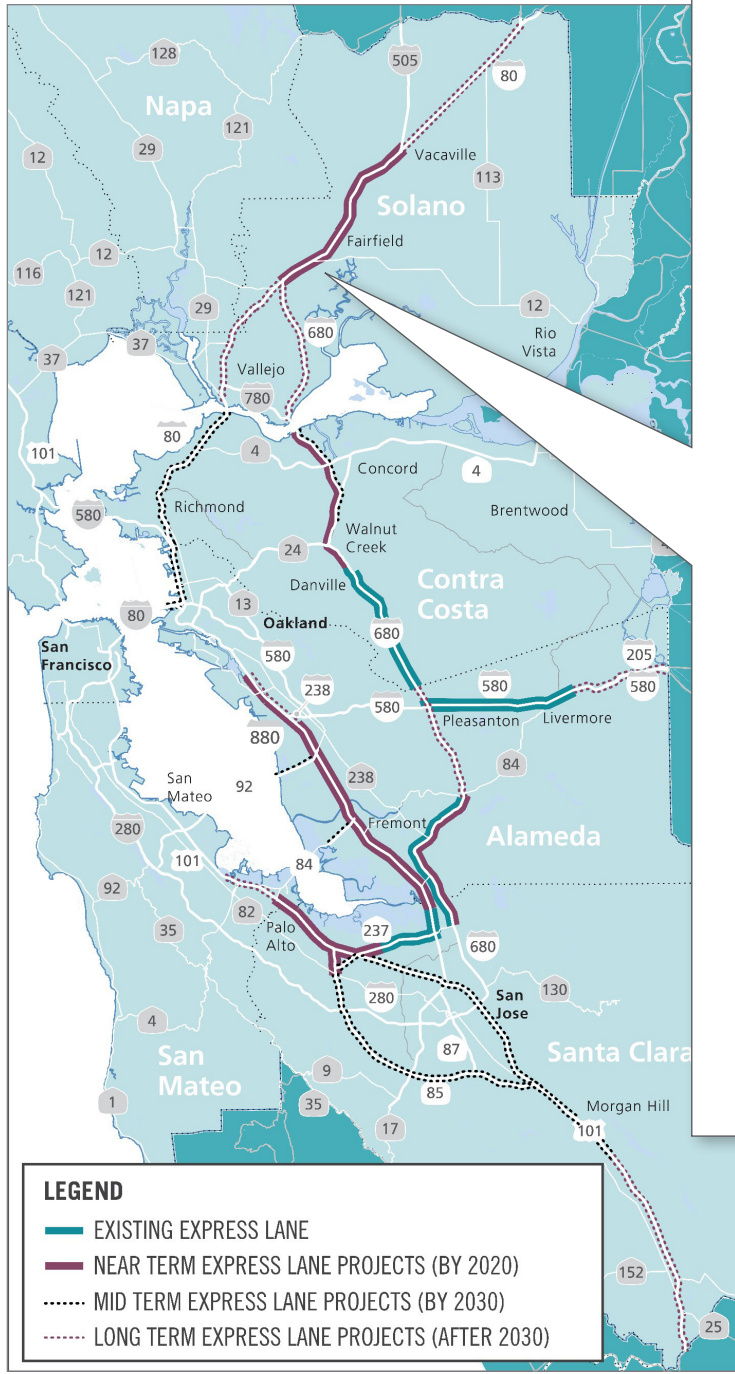 128
505
80
Napa
121
29
12
Vacaville
113
Solano
Fairfield
12
116
121
29
12
680
Rio
Vista
37
37
Vallejo
780
80
101
4
Concord
4
Richmond
580
Brentwood
Walnut
Creek
24
Danville
Contra
Costa
13
80
Oakland
680
San
Francisco
580
205
238
580
580
580
Pleasanton
Livermore
880
San
Mateo
92
238
84
280
Fremont
Alameda
101
84
92
82
Palo
Alto
237
35
680
280
San
Jose
130
4
87
Santa Clara
San
Mateo
9
85
1
35
Morgan Hill
17
101
LEGEND
EXISTING EXPRESS LANE
NEAR TERM EXPRESS LANE PROJECTS (BY 2020)
MID TERM EXPRESS LANE PROJECTS (BY 2030)
LONG TERM EXPRESS LANE PROJECTS (AFTER 2030)
152
25